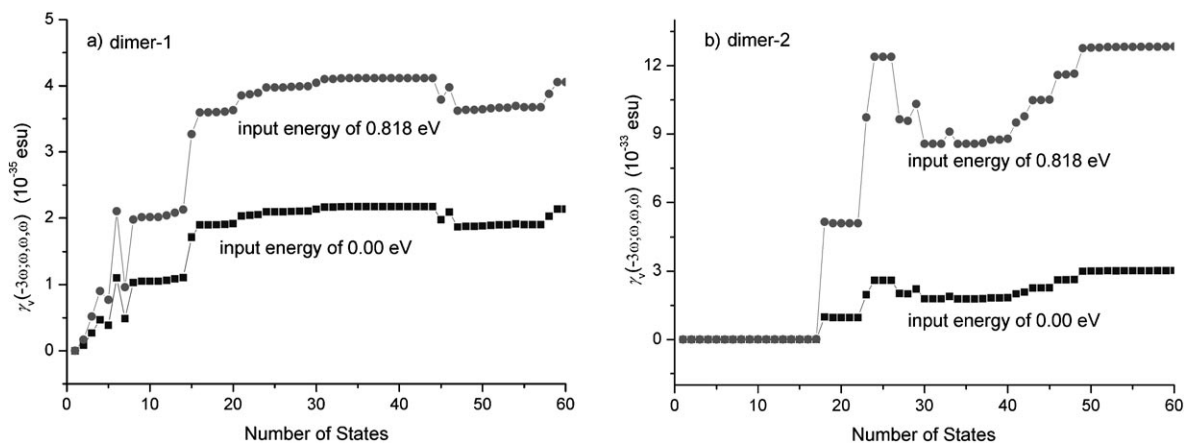 a) dimer-1
5
4
3
2
1
0
γᵥ(-3ω;ω,ω,ω) (10⁻³⁵ esu)
input energy of 0.818 eV
input energy of 0.00 eV
0 10 20 30 40 50 60
Number of States
b) dimer-2
12
9
6
3
0
γᵥ(-3ω;ω,ω,ω) (10⁻³³ esu)
input energy of 0.818 eV
input energy of 0.00 eV
0 10 20 30 40 50 60
Number of States